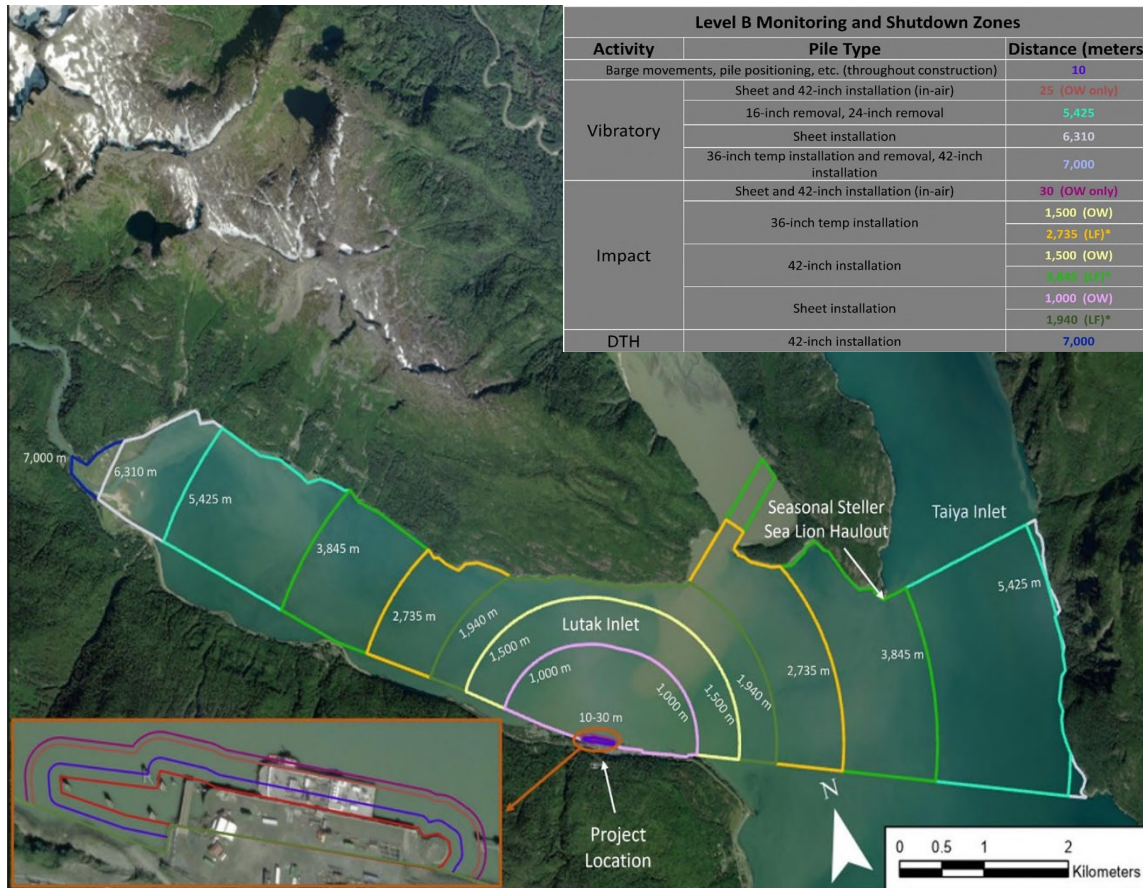 Level B Monitoring and Shutdown Zones
Activity Pile Type Distance (meters
Barge movements, pile positioning, etc. (throughout construction) 10
Vibratory
Sheet and 42-inch installation (in-air) 25 (OW only)
16-inch removal, 24-inch removal 5,425
Sheet installation 6,310
36-inch temp installation and removal, 42-inch
installation
7,000
Impact
Sheet and 42-inch installation (in-air) 30 (OW only)
36-inch temp installation
1,500 (OW)
2,735 (LF)*
42-inch installation
1,500 (OW)
3,845 (LF)*
Sheet installation
1,000 (OW)
1,940 (LF)*
DTH 42-inch installation 7,000
7,000 m
6,310 m
5,425 m
3,845 m
2,735 m
1,940 m
1,500 m
1,000 m
Lutak Inlet
1,000 m
1,500 m
1,940 m
2,735 m
3,845 m
5,425 m
Seasonal Steller
Sea Lion Haulout
Taiya Inlet
10-30 m
Project
Location
N
0 0.5 1 2
Kilometers